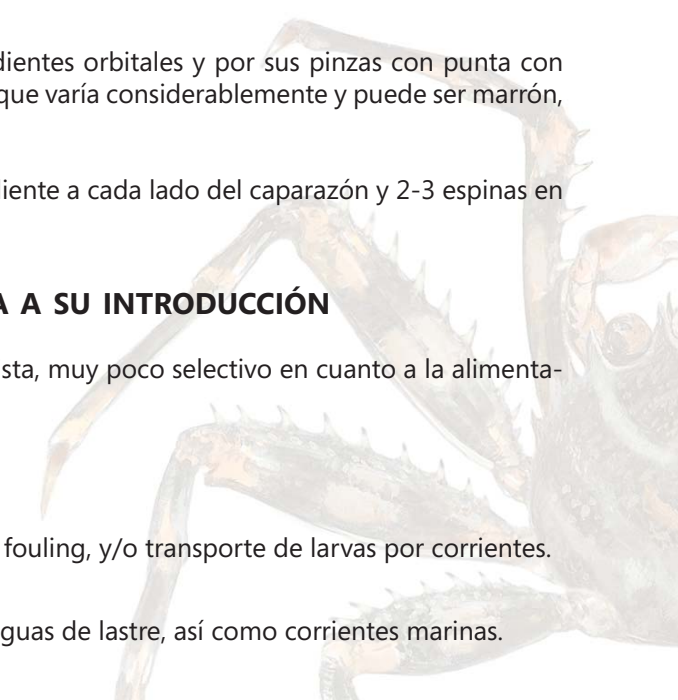 dientes orbitales y por sus pinzas con punta con
que varía considerablemente y puede ser marrón,
iente a cada lado del caparazón y 2-3 espinas en
A SU INTRODUCCIÓN
sta, muy poco selectivo en cuanto a la alimenta-
fouling, y/o transporte de larvas por corrientes.
guas de lastre, así como corrientes marinas.